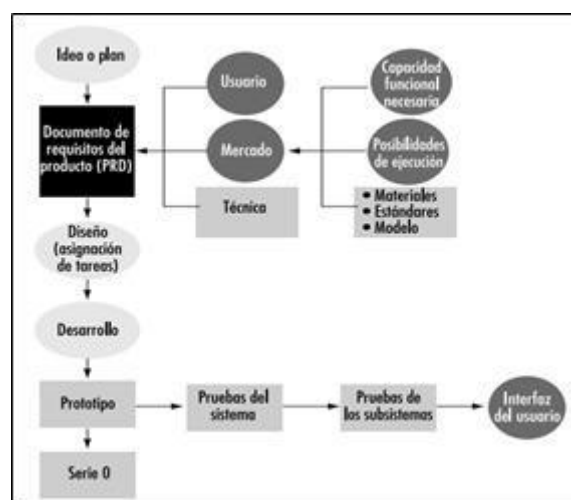 Idea o plan
Usuario
Capacidad
funcional
necesaria
Documento de
requisitos del
producto (PRD)
Mercado
Posibilidades
de ejecución
Técnica
• Materiales
• Estándares
• Modelo
Diseño
(asignación
de tareas)
Desarrollo
Prototipo
Pruebas del
sistema
Pruebas de
los subsistemas
Interfaz
del usuario
Serie 0